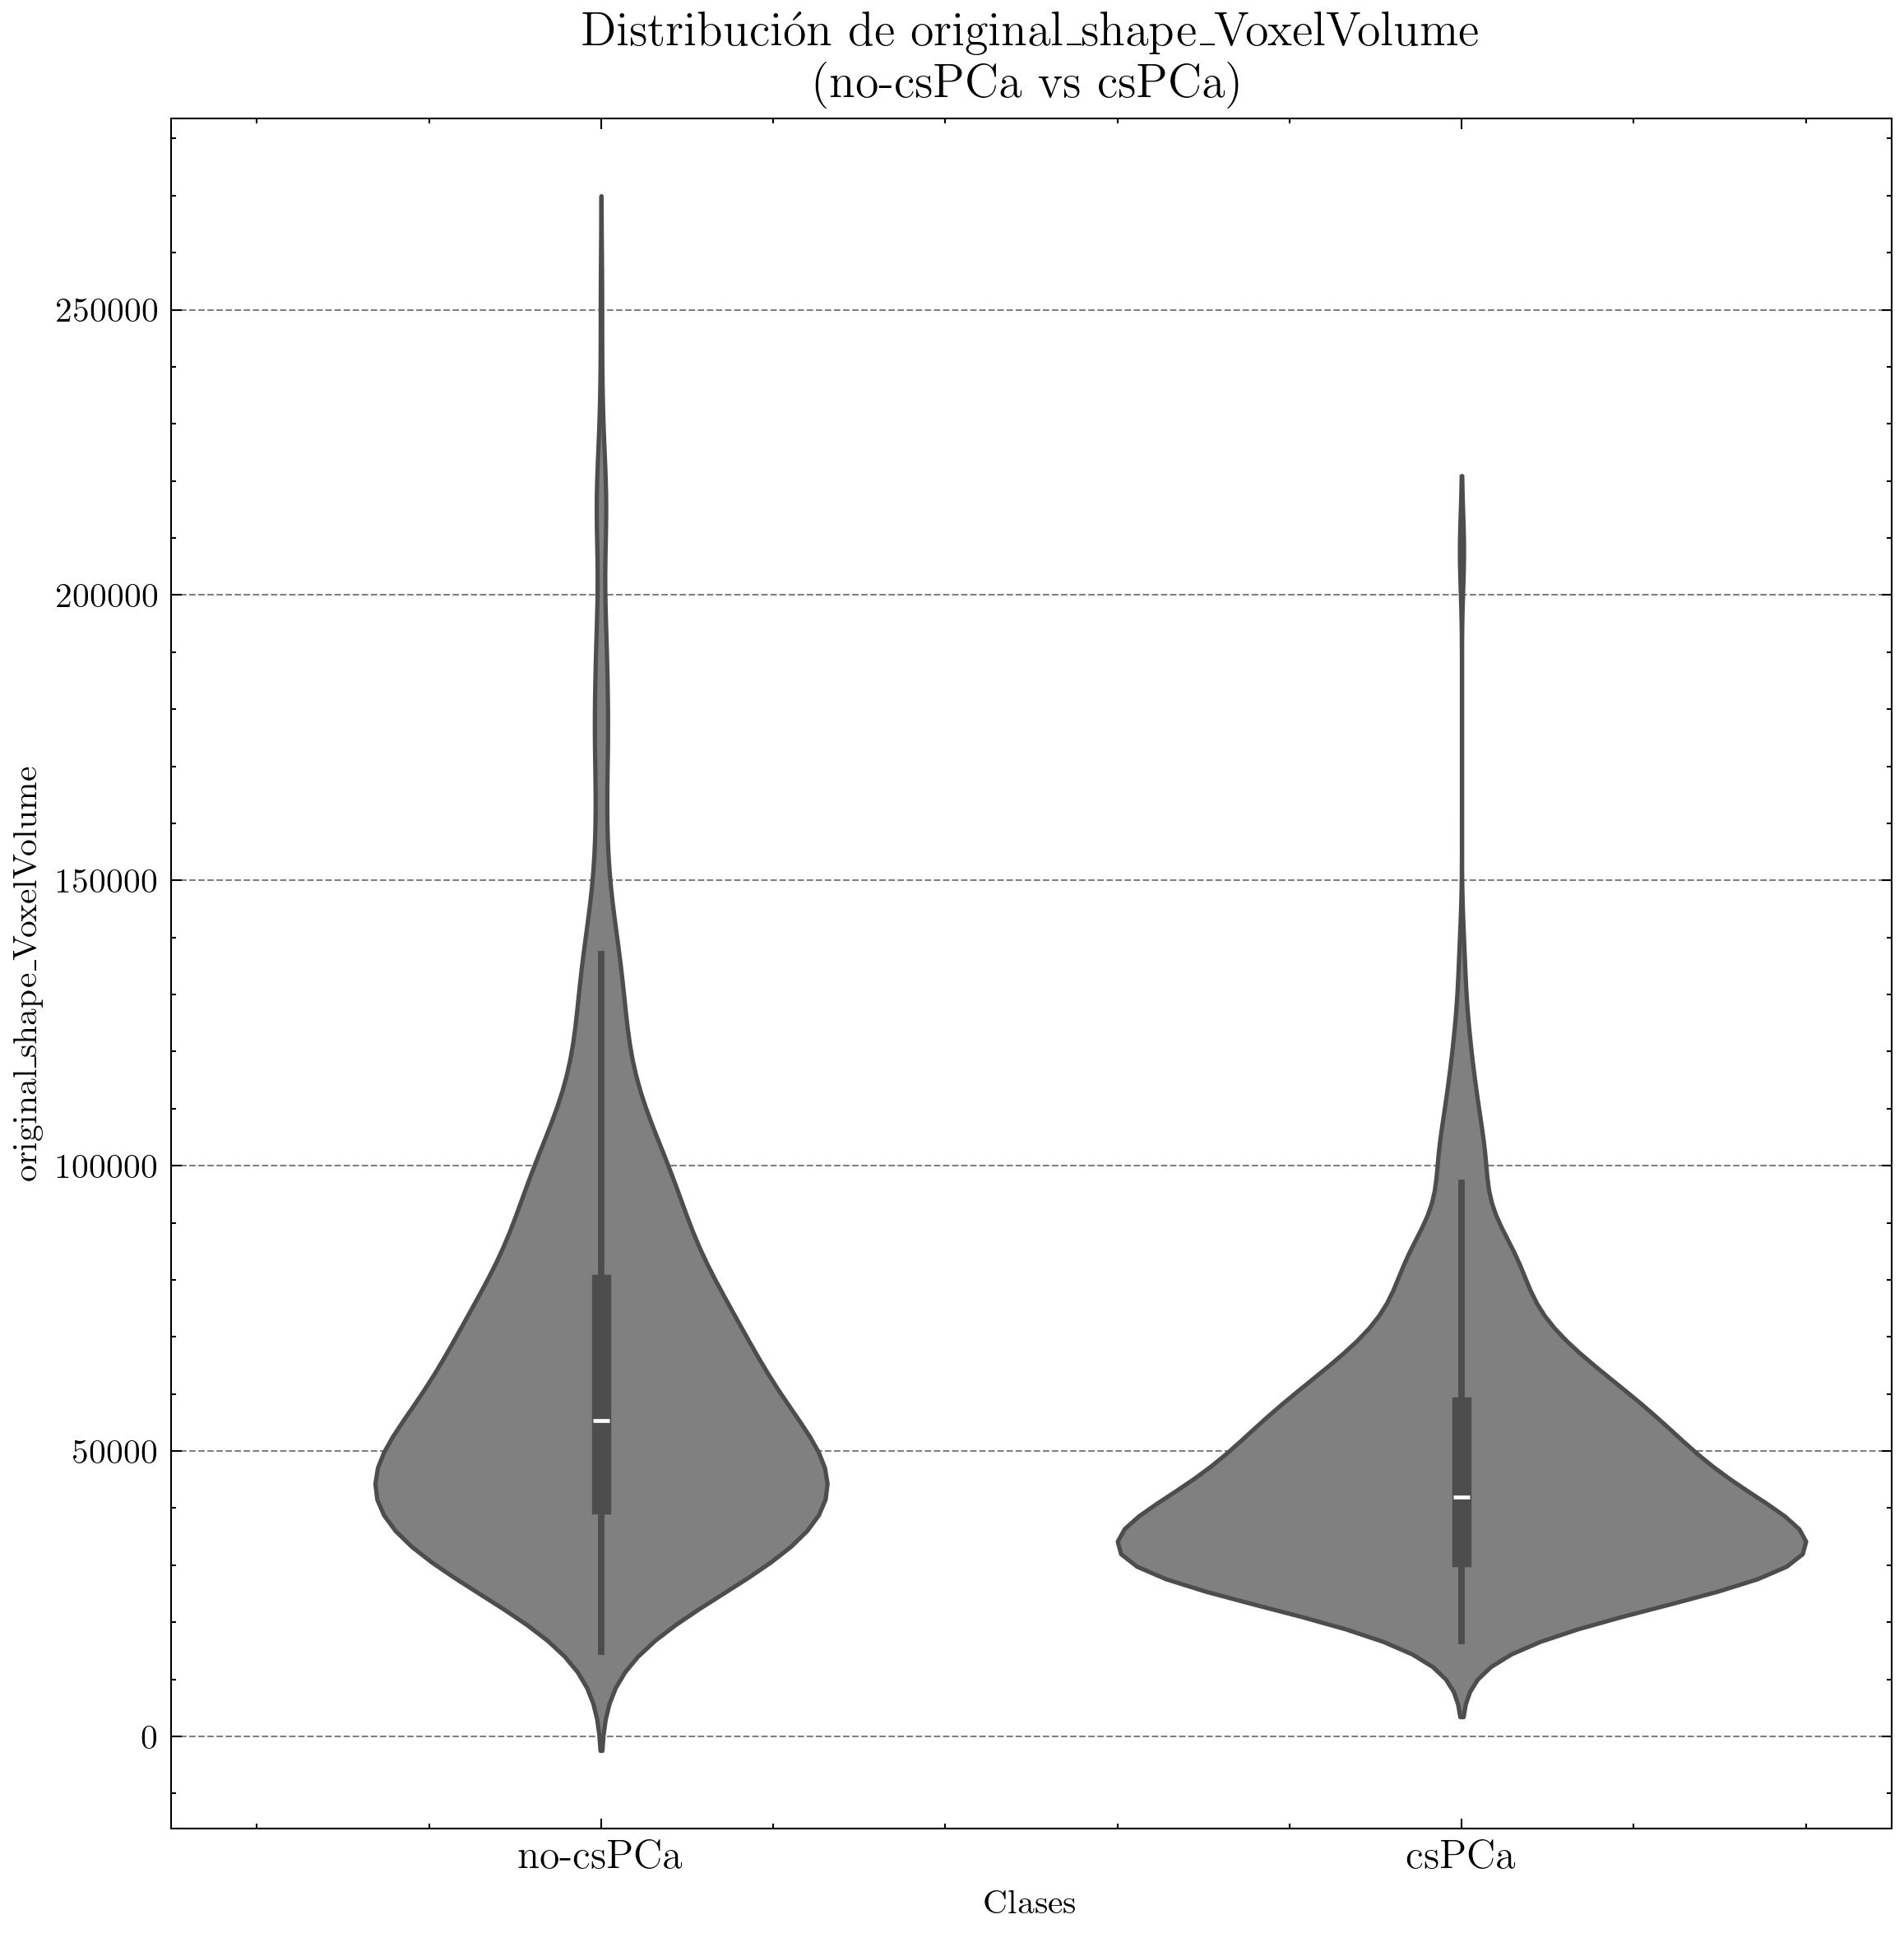 Distribución de original_shape_VoxelVolume
(no-csPCa vs csPCa)
original_shape_VoxelVolume
250000
200000
150000
100000
50000
0
no-csPCa
csPCa
Clases